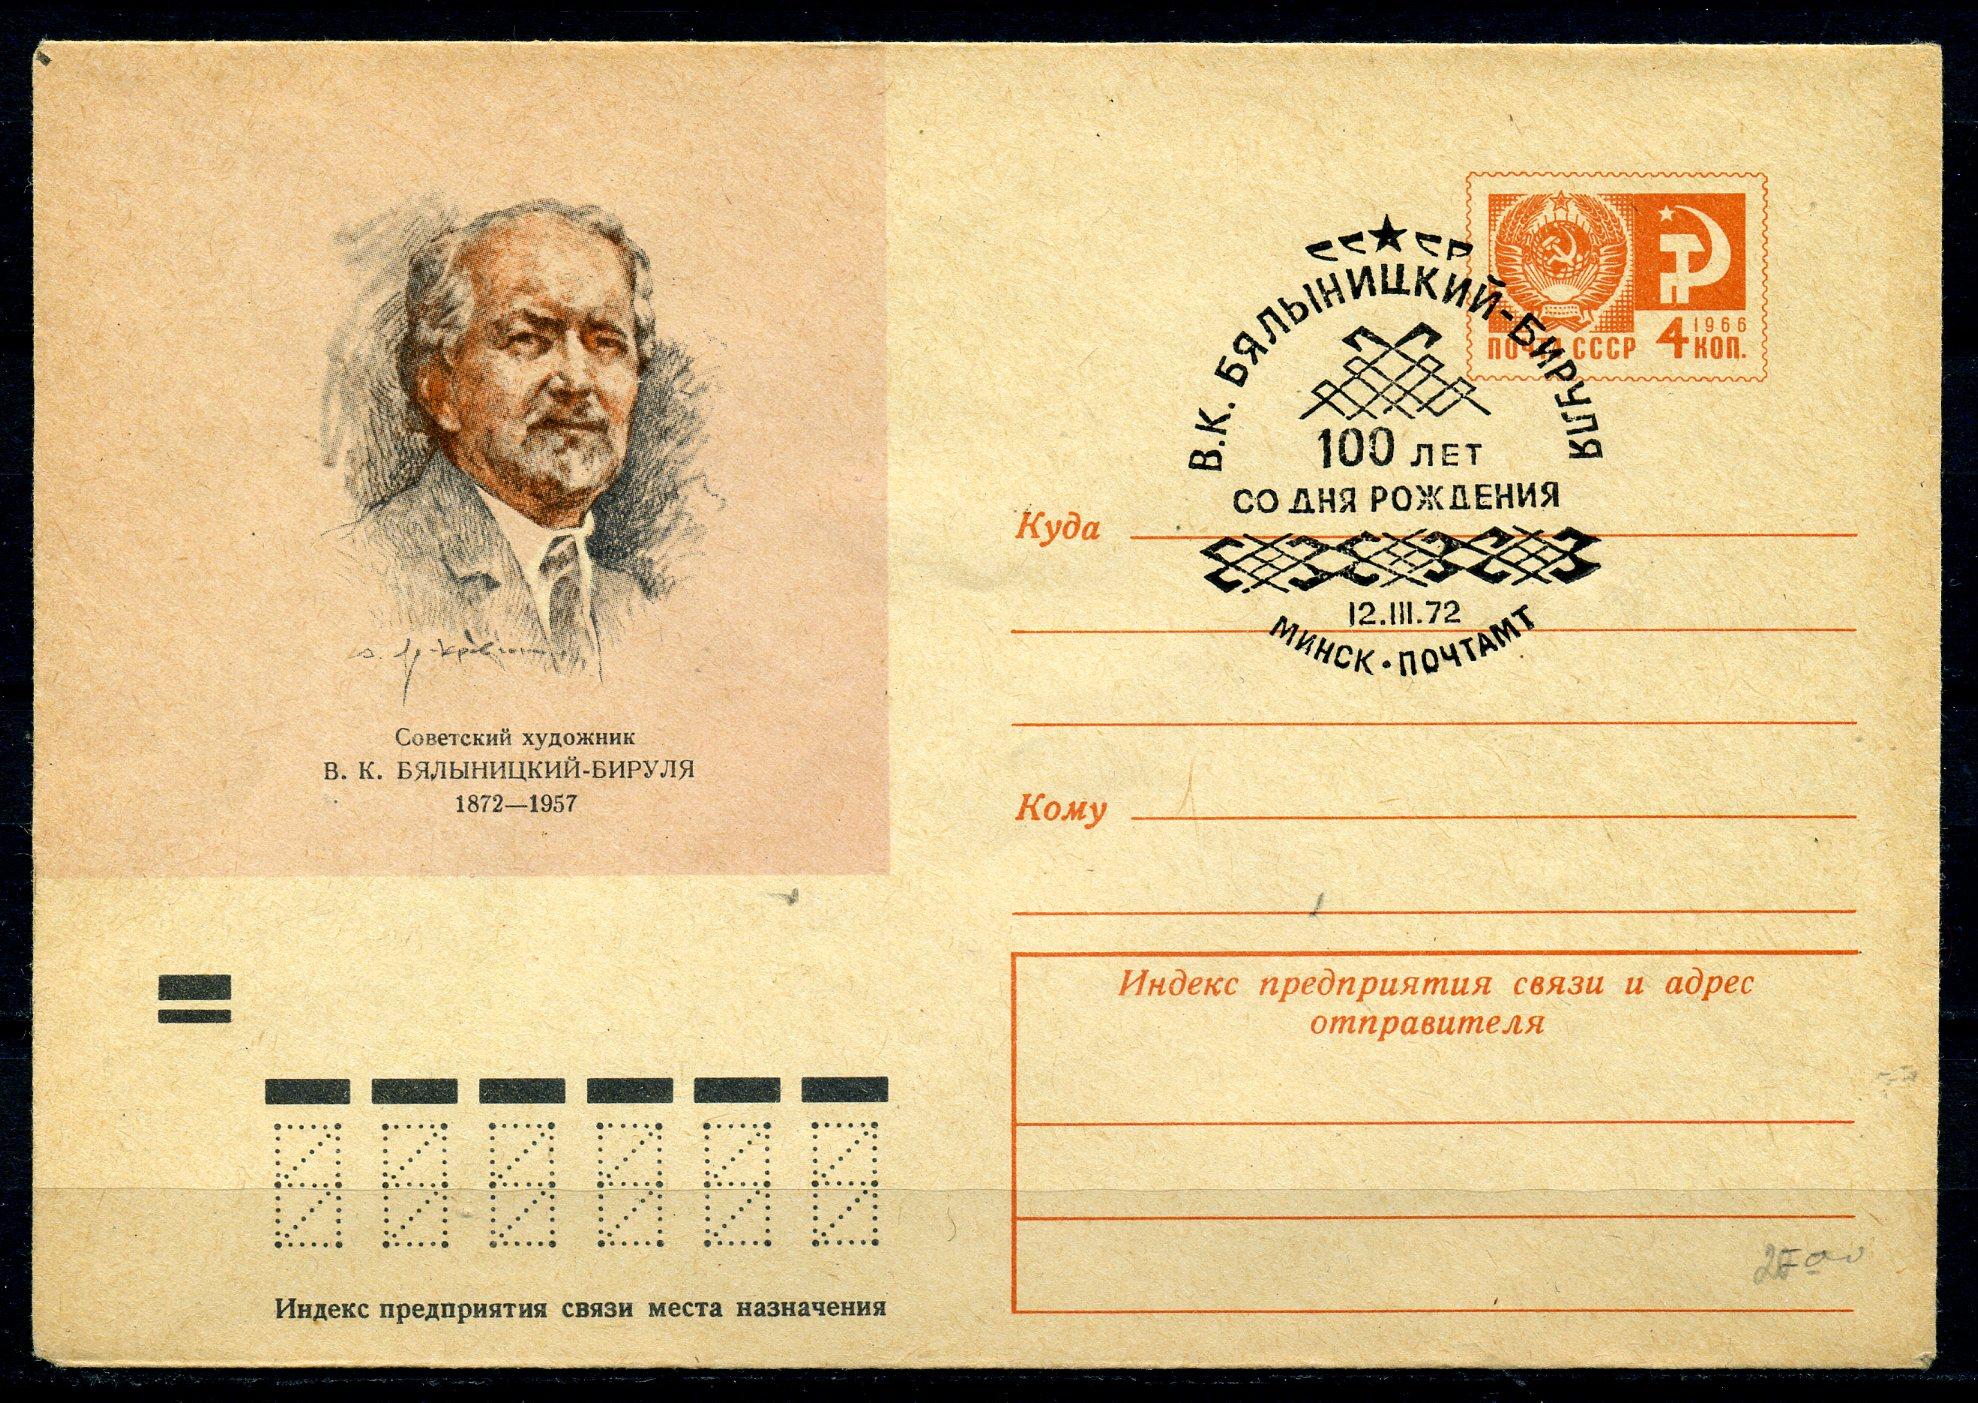 Советский художник
В. К. БЯЛЫНИЦКИЙ-БИРУЛЯ
1872—1957
ПОЧТА СССР 4 1966 КОП.
СССР
В.К. БЯЛЫНИЦКИЙ-БИРУЛЯ
100 ЛЕТ
СО ДНЯ РОЖДЕНИЯ
12.III.72
МИНСК • ПОЧТАМТ
Куда
Кому
Индекс предприятия связи и адрес
отправителя
Индекс предприятия связи места назначения